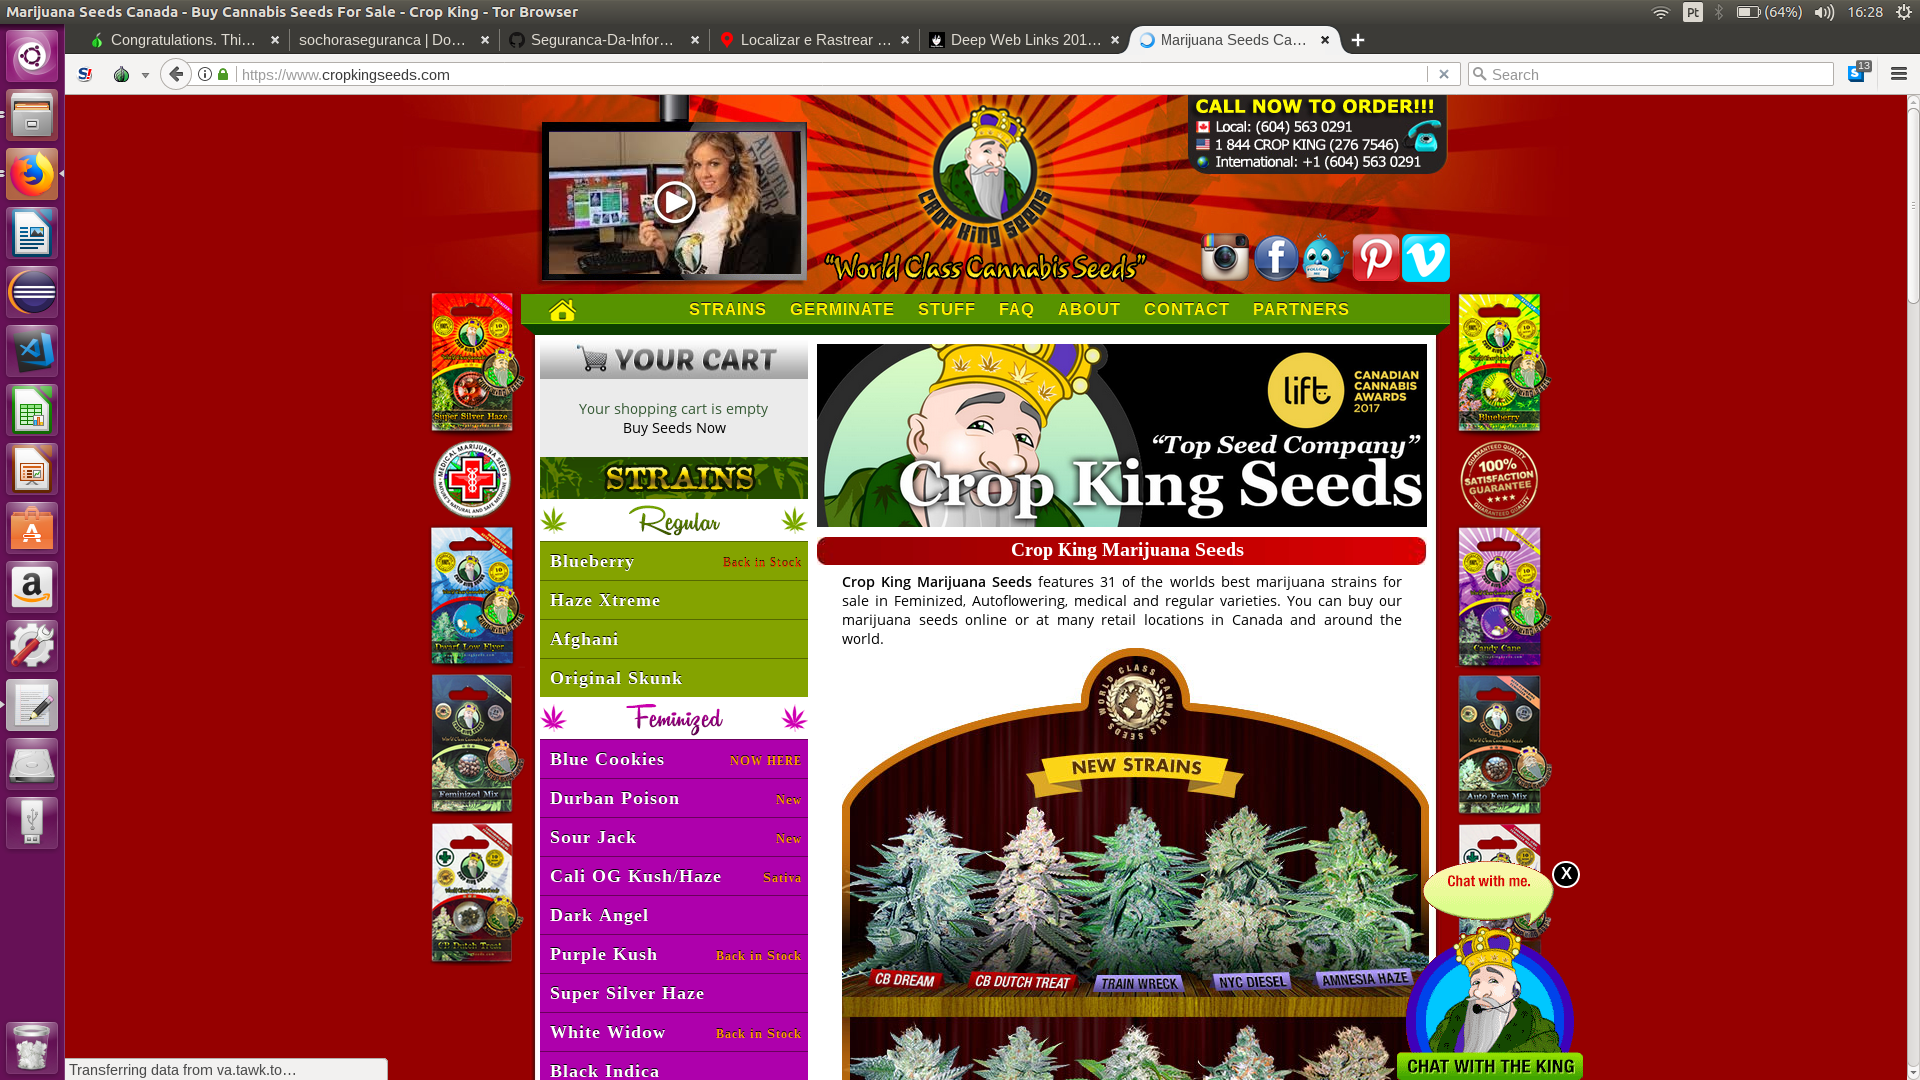 Marijuana Seeds Canada - Buy Cannabis Seeds For Sale - Crop King - Tor Browser
Pt
(64%)
16:28
Congratulations. Thi...
sochoraseguranca | Do...
Seguranca-Da-Infor...
Localizar e Rastrear ...
Deep Web Links 201...
Marijuana Seeds Ca...
https://www.cropkingseeds.com
Search
13
CALL NOW TO ORDER!!!
Local: (604) 563 0291
1 844 CROP KING (276 7546)
International: +1 (604) 563 0291
CROP KING SEEDS
"World Class Cannabis Seeds"
FOLLOW ME
STRAINS
GERMINATE
STUFF
FAQ
ABOUT
CONTACT
PARTNERS
YOUR CART
Your shopping cart is empty
Buy Seeds Now
STRAINS
Regular
Blueberry
Back in Stock
Haze Xtreme
Afghani
Original Skunk
Feminized
Blue Cookies
NOW HERE
Durban Poison
New
Sour Jack
New
Cali OG Kush/Haze
Sativa
Dark Angel
Purple Kush
Back in Stock
Super Silver Haze
White Widow
Back in Stock
Black Indica
lift
CANADIAN
CANNABIS
AWARDS
2017
"Top Seed Company"
Crop King Seeds
Crop King Marijuana Seeds
Crop King Marijuana Seeds features 31 of the worlds best marijuana strains for
sale in Feminized, Autoflowering, medical and regular varieties. You can buy our
marijuana seeds online or at many retail locations in Canada and around the
world.
WORLD CLASS CANNABIS SEEDS
NEW STRAINS
CB DREAM
CB DUTCH TREAT
TRAIN WRECK
NYC DIESEL
AMNESIA HAZE
Super Silver Haze
MEDICAL MARIJUANA SEEDS
Dwarf Low Flyer
Feminized Mix
CB Dutch Treat
Blueberry
100%
SATISFACTION
GUARANTEE
Candy Cane
Auto Fem Mix
Chat with me.
X
CHAT WITH THE KING
Transferring data from va.tawk.to...